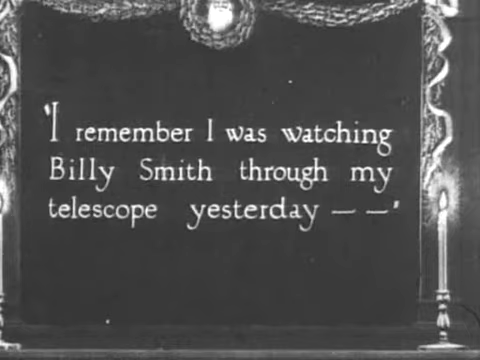 "I remember I was watching
Billy Smith through my
telescope yesterday — —"